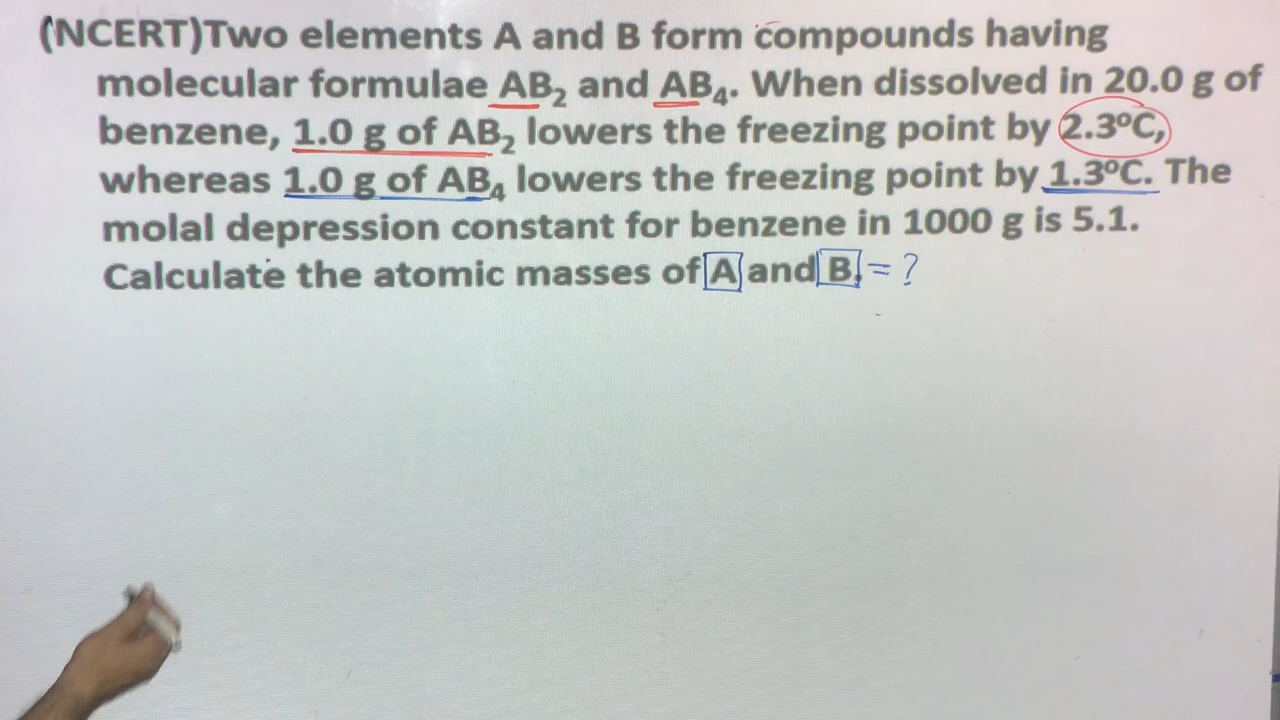 (NCERT)Two elements A and B form compounds having
molecular formulae AB₂ and AB₄. When dissolved in 20.0 g of
benzene, 1.0 g of AB₂ lowers the freezing point by 2.3ºC,
whereas 1.0 g of AB₄ lowers the freezing point by 1.3ºC. The
molal depression constant for benzene in 1000 g is 5.1.
Calculate the atomic masses of A and B. = ?